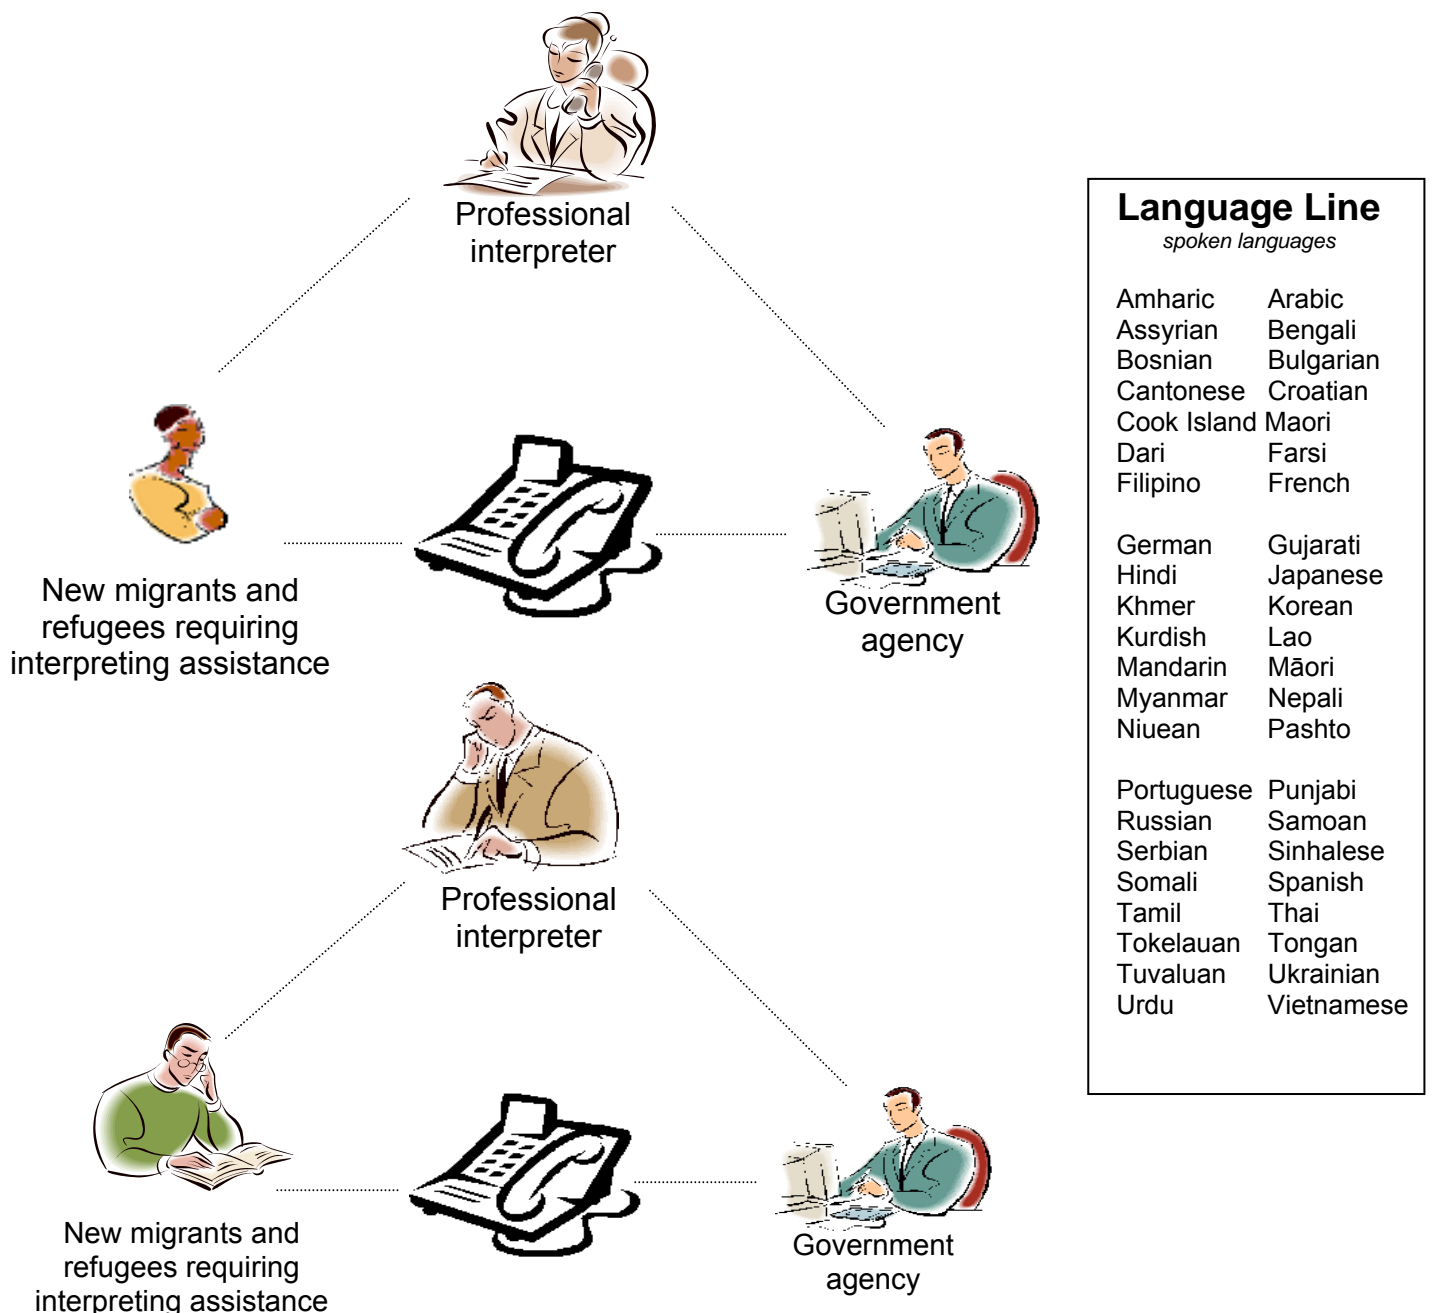 Professional
interpreter
New migrants and
refugees requiring
interpreting assistance
Government
agency
Professional
interpreter
New migrants and
refugees requiring
interpreting assistance
Government
agency
Language Line
spoken languages
Amharic Arabic
Assyrian Bengali
Bosnian Bulgarian
Cantonese Croatian
Cook Island Maori
Dari Farsi
Filipino French
German Gujarati
Hindi Japanese
Khmer Korean
Kurdish Lao
Mandarin Māori
Myanmar Nepali
Niuean Pashto
Portuguese Punjabi
Russian Samoan
Serbian Sinhalese
Somali Spanish
Tamil Thai
Tokelauan Tongan
Tuvaluan Ukrainian
Urdu Vietnamese